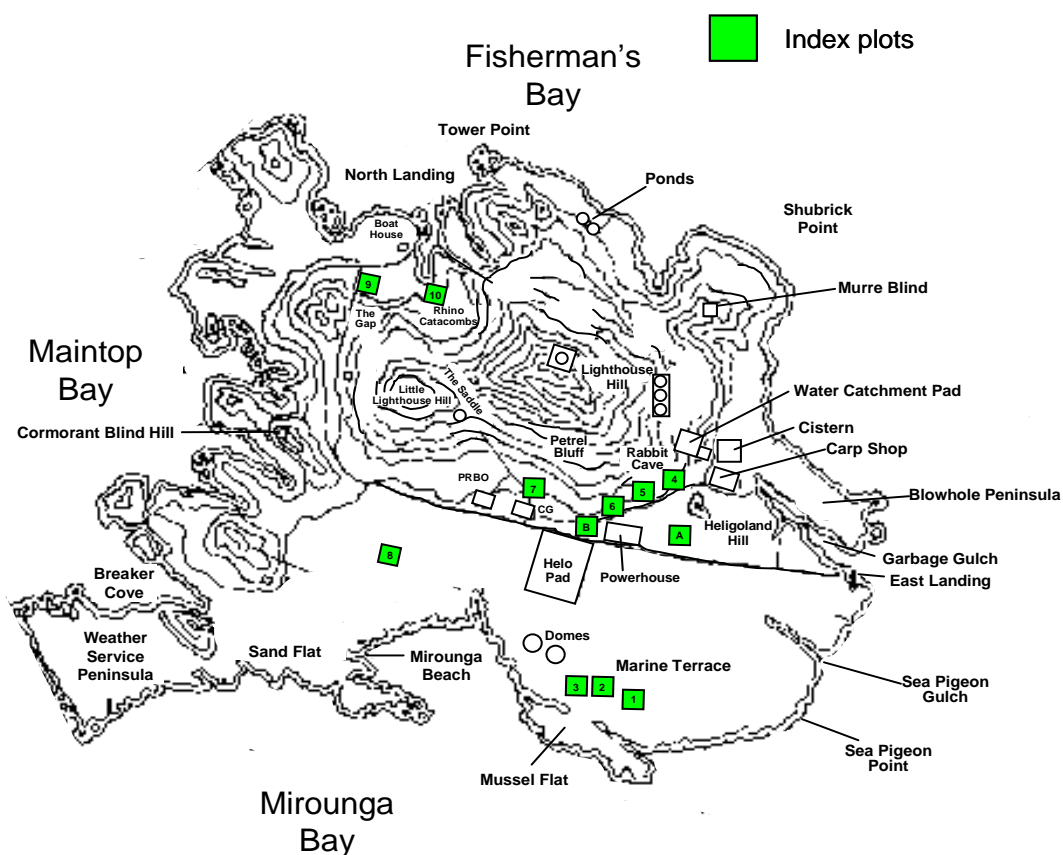 Index plots
Fisherman's
Bay
Tower Point
North Landing
Ponds
Shubrick
Point
Boat
House
Murre Blind
9
10
The
Gap
Rhino
Catacombs
Maintop
Bay
Lighthouse
Hill
Little
Lighthouse Hill
The Saddle
Water Catchment Pad
Cormorant Blind Hill
Cistern
Petrel
Bluff
Rabbit
Cave
Carp Shop
PRBO
7
CG
4
5
6
Blowhole Peninsula
B
A
Heligoland
Hill
8
Helo
Pad
Powerhouse
Garbage Gulch
East Landing
Breaker
Cove
Weather
Service
Peninsula
Sand Flat
Mirounga
Beach
Domes
Marine Terrace
3
2
1
Sea Pigeon
Gulch
Sea Pigeon
Point
Mussel Flat
Mirounga
Bay